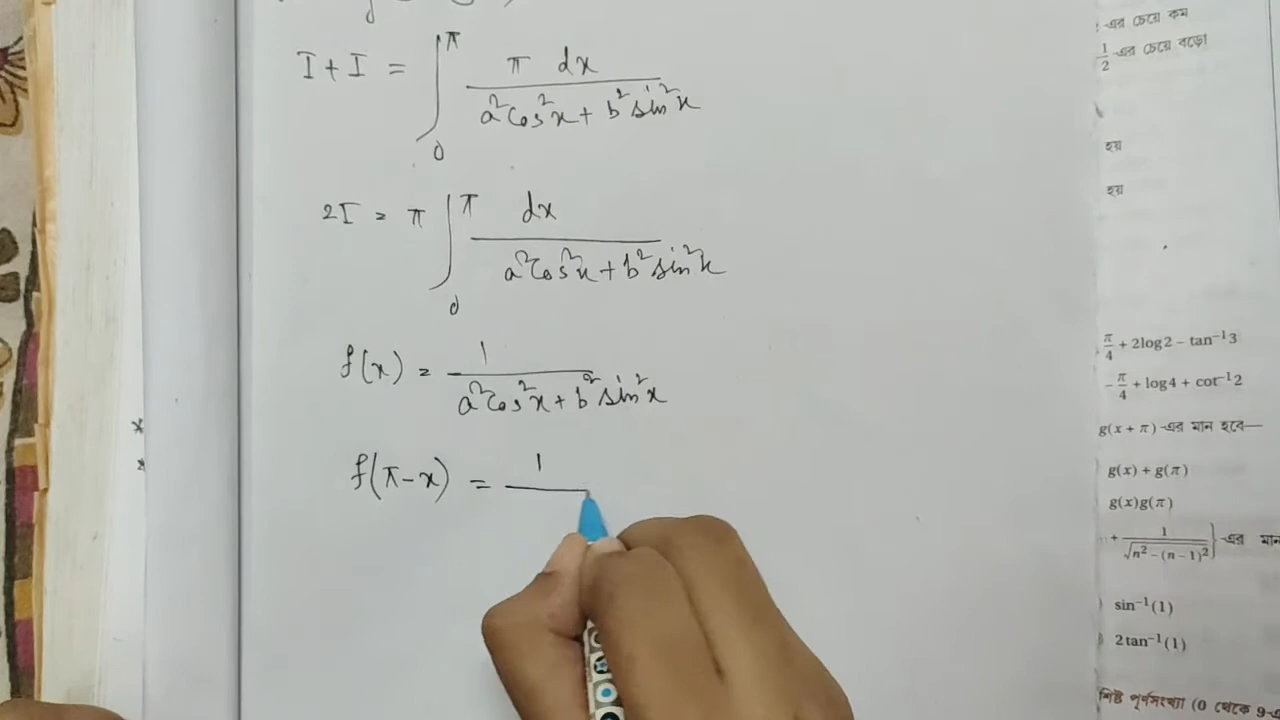 I + I = ∫₀^π π dx / (a²cos²x + b²sin²x)
2I = π ∫₀^π dx / (a²cos²x + b²sin²x)
f(x) = 1 / (a²cos²x + b²sin²x)
f(π-x) = 1
-এর চেয়ে কম
1/2 -এর চেয়ে বড়ো
হয়
হয়
π/4 + 2log2 - tan⁻¹3
-π/4 + log4 + cot⁻¹2
g(x + π) -এর মান হবে—
g(x) + g(π)
g(x)g(π)
+ 1/√(n² - (n-1)²)} -এর মান
sin⁻¹(1)
2tan⁻¹(1)
পূর্ণসংখ্যা (0 থেকে 9-